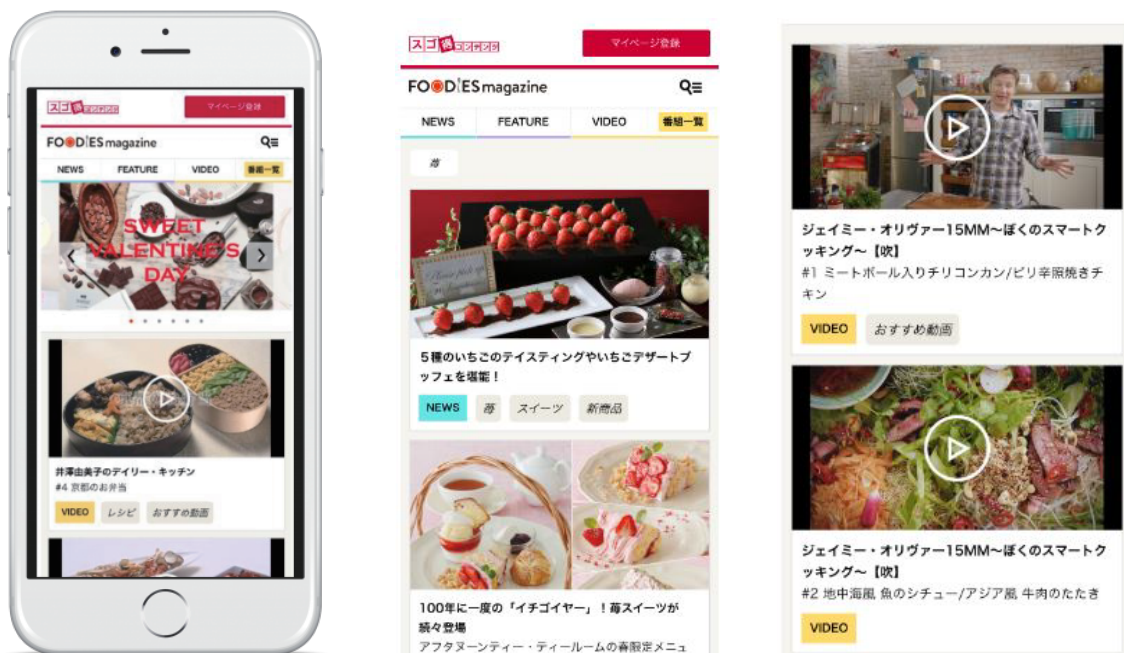 スゴ得コンテンツ
マイページ登録
FOODIES magazine
NEWS FEATURE VIDEO 番組一覧
SWEET
VALENTINE'S
DAY
井澤由美子のデイリー・キッチン
#4 京都のお弁当
VIDEO レシピ おすすめ動画
スゴ得コンテンツ
マイページ登録
FOODIES magazine
NEWS FEATURE VIDEO 番組一覧
苺
5種のいちごのテイスティングやいちごデザートブ
ッフェを堪能！
NEWS 苺 スイーツ 新商品
100年に一度の「イチゴイヤー」！苺スイーツが
続々登場
アフタヌーンティー・ティールームの春限定メニュ
ジェイミー・オリヴァー15MM〜ぼくのスマートク
ッキング〜【吹】
#1 ミートボール入りチリコンカン/ピリ辛照焼きチ
キン
VIDEO おすすめ動画
ジェイミー・オリヴァー15MM〜ぼくのスマートク
ッキング〜【吹】
#2 地中海風 魚のシチュー/アジア風 牛肉のたたき
VIDEO